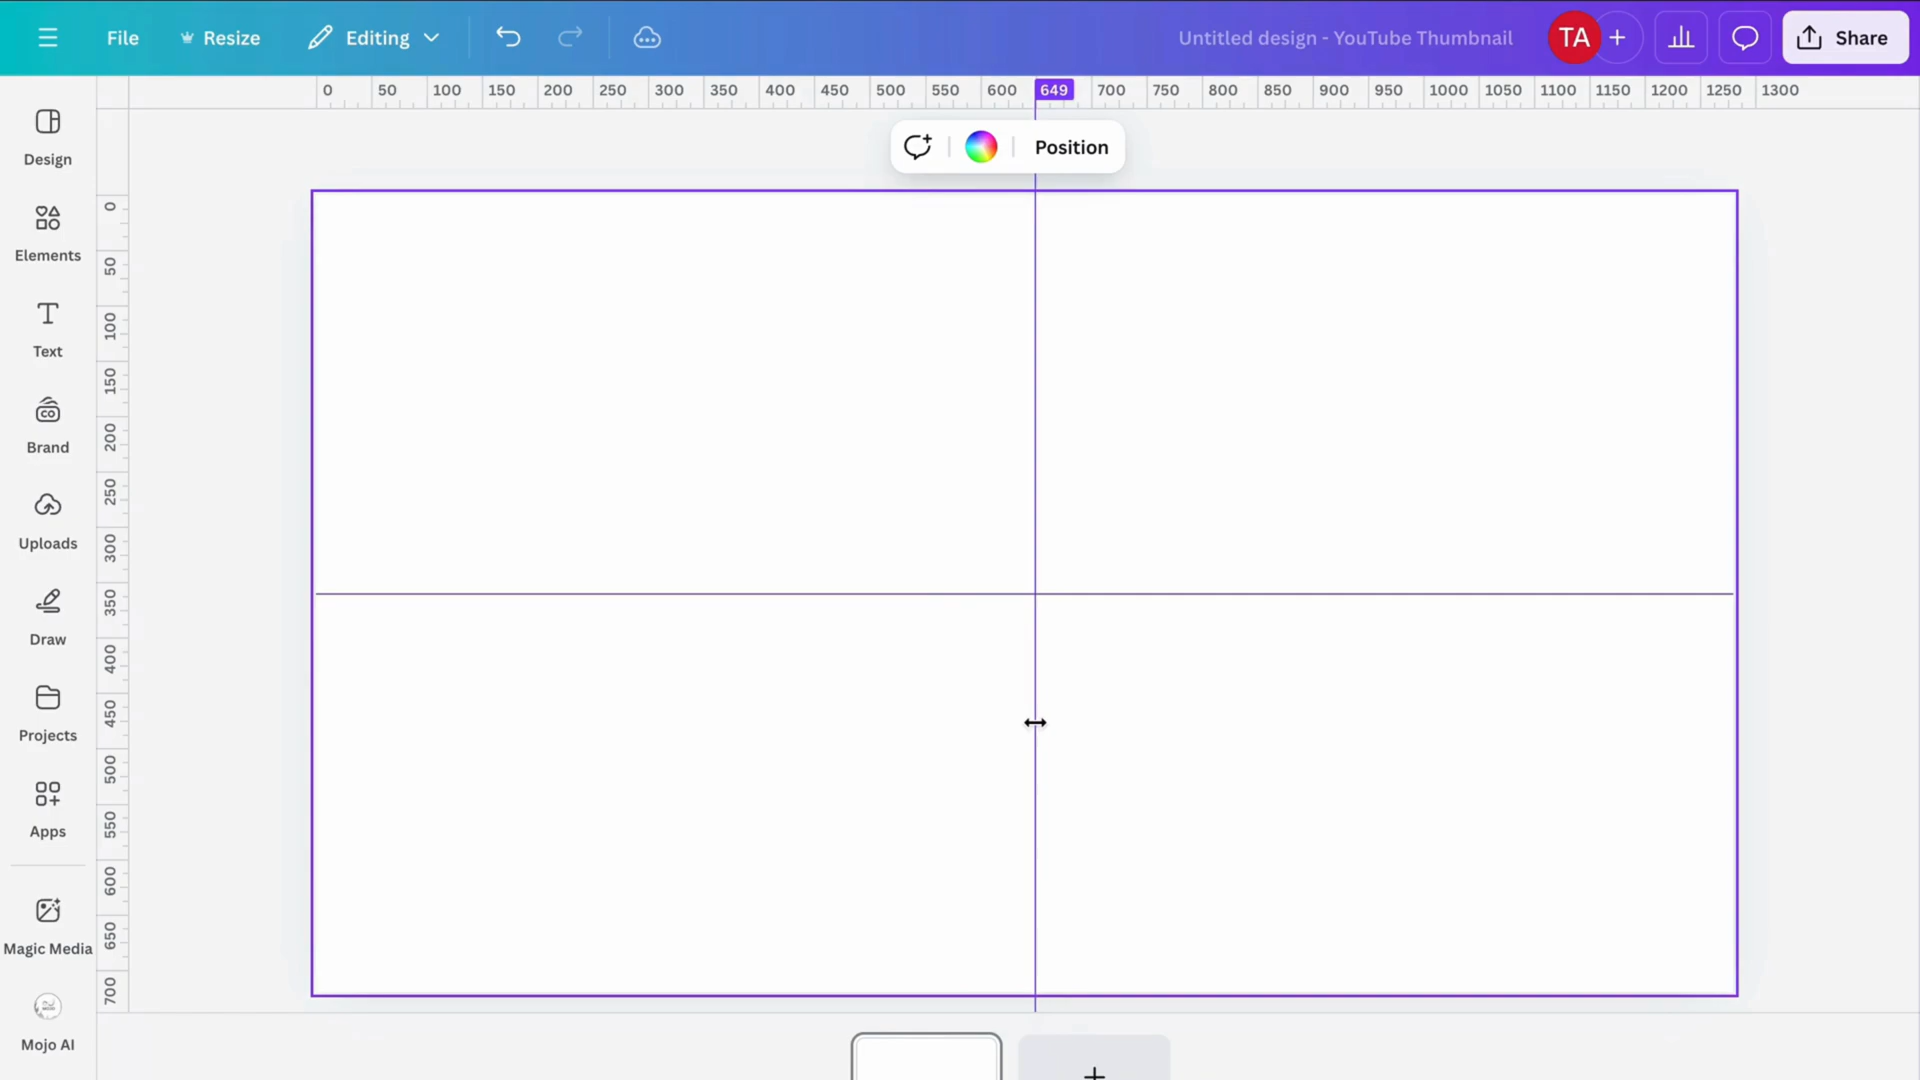 File
Resize
Editing
Untitled design - YouTube Thumbnail
TA
Share
0 50 100 150 200 250 300 350 400 450 500 550 600 649 700 750 800 850 900 950 1000 1050 1100 1150 1200 1250 1300
Position
Design
Elements
Text
Brand
CO
Uploads
Draw
Projects
Apps
Magic Media
Mojo AI
0
50
100
150
200
250
300
350
400
450
500
550
600
650
700